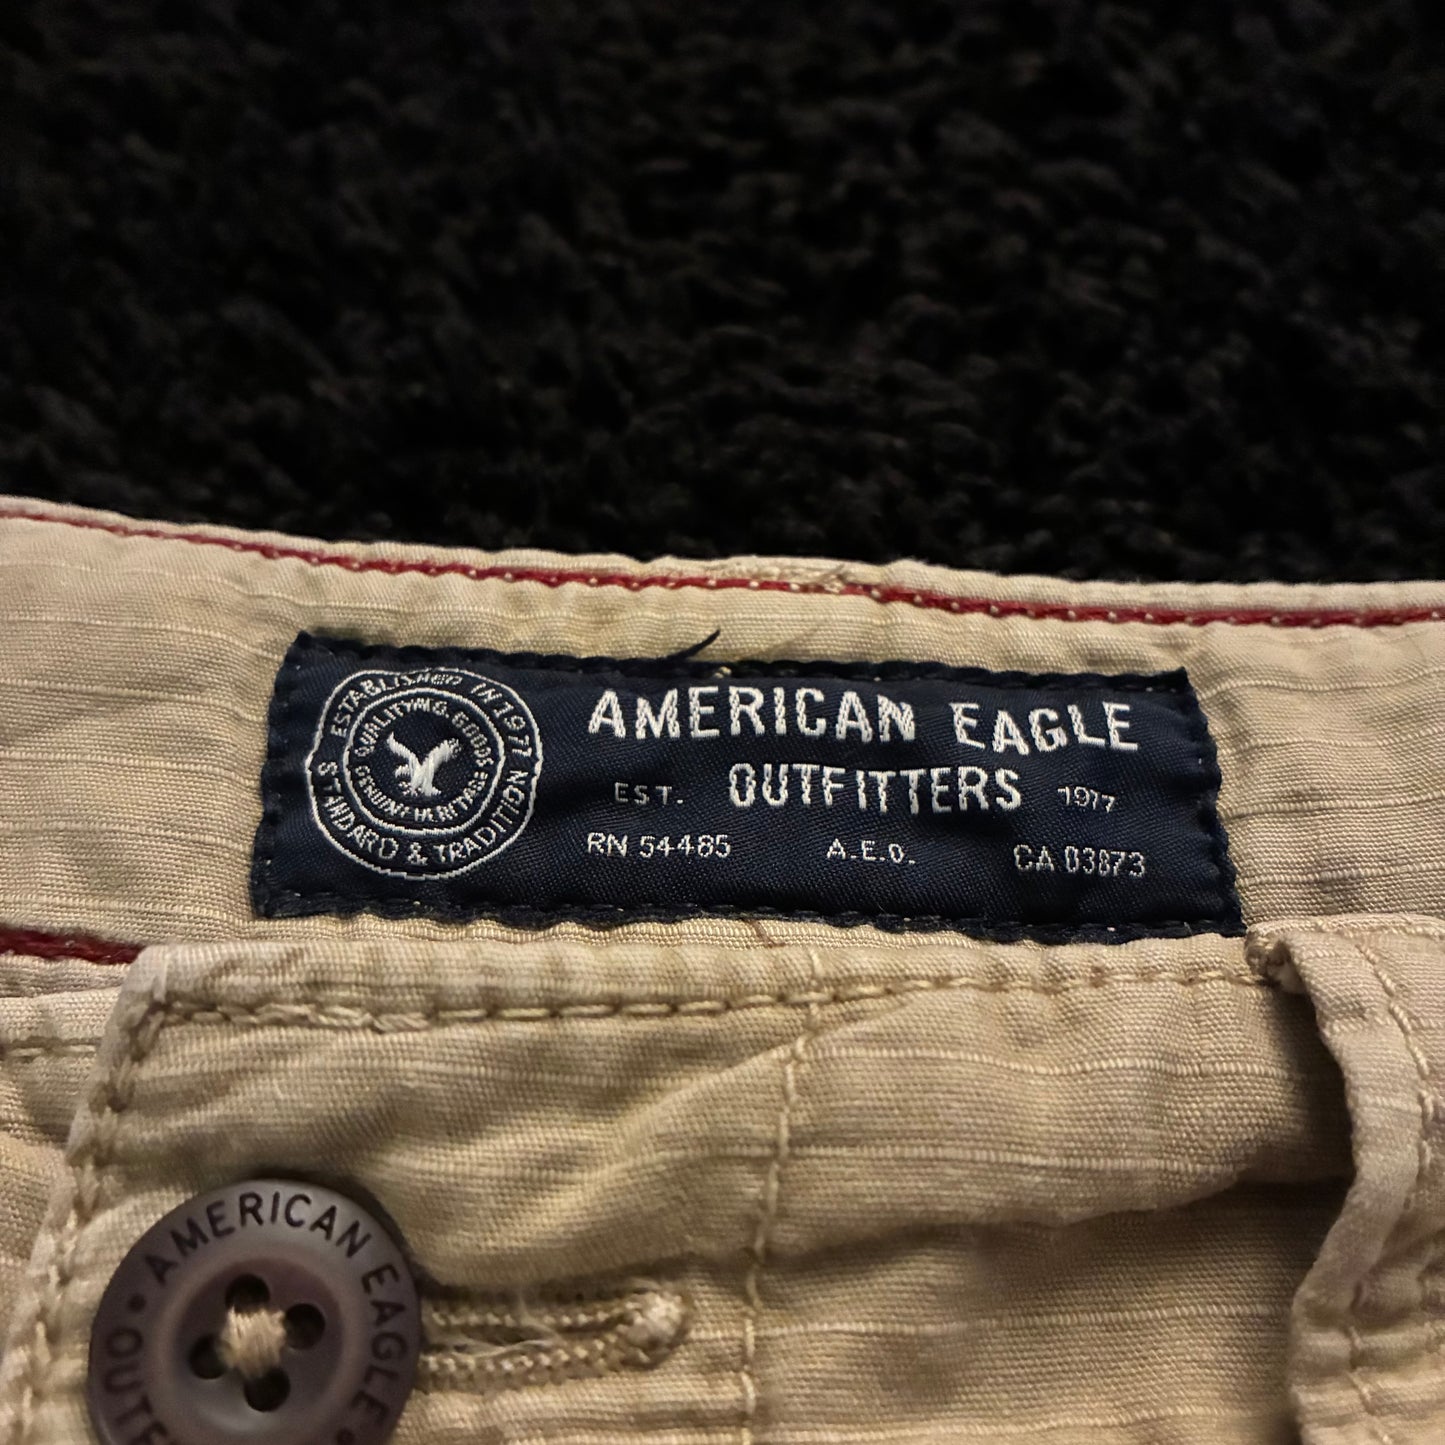 ESTABLISHED IN 1977
STANDARD & TRADITION
QUALITY GOODS
GENUINE HERITAGE
AMERICAN EAGLE
EST. OUTFITTERS 1977
RN 54485 A.E.O. CA 03873
AMERICAN EAGLE